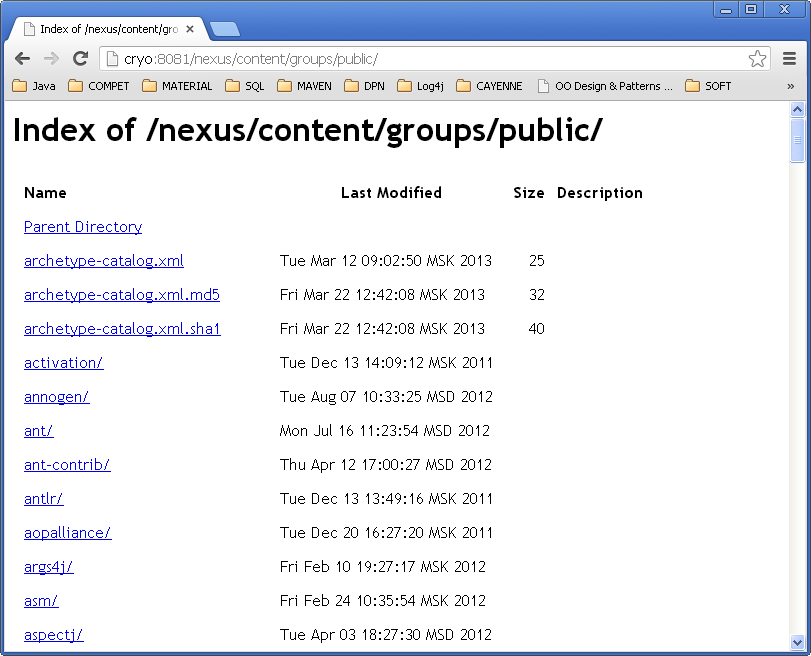 Index of /nexus/content/gro
cryo:8081/nexus/content/groups/public/
Java COMPET MATERIAL SQL MAVEN DPN Log4j CAYENNE OO Design & Patterns ... SOFT »
Index of /nexus/content/groups/public/
Name Last Modified Size Description
Parent Directory
archetype-catalog.xml Tue Mar 12 09:02:50 MSK 2013 25
archetype-catalog.xml.md5 Fri Mar 22 12:42:08 MSK 2013 32
archetype-catalog.xml.sha1 Fri Mar 22 12:42:08 MSK 2013 40
activation/ Tue Dec 13 14:09:12 MSK 2011
annogen/ Tue Aug 07 10:33:25 MSD 2012
ant/ Mon Jul 16 11:23:54 MSD 2012
ant-contrib/ Thu Apr 12 17:00:27 MSD 2012
antlr/ Tue Dec 13 13:49:16 MSK 2011
aopalliance/ Tue Dec 20 16:27:20 MSK 2011
args4j/ Fri Feb 10 19:27:17 MSK 2012
asm/ Fri Feb 24 10:35:54 MSK 2012
aspectj/ Tue Apr 03 18:27:30 MSD 2012